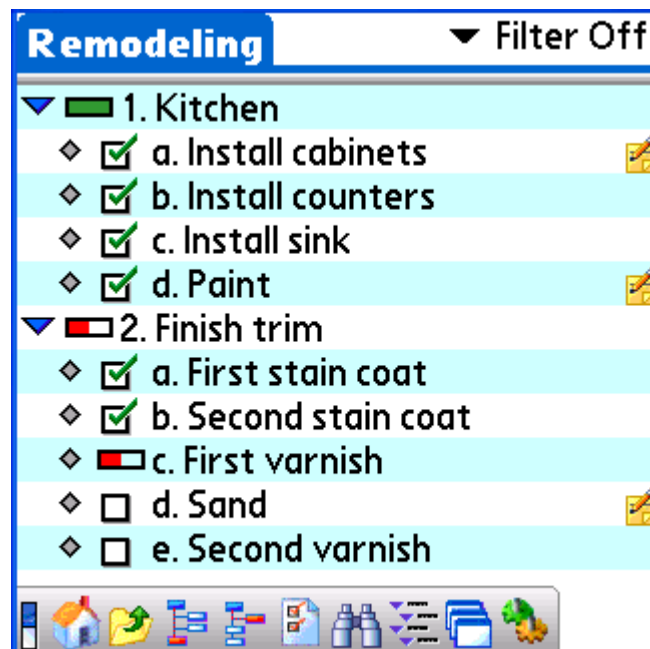 Remodeling
Filter Off
1. Kitchen
a. Install cabinets
b. Install counters
c. Install sink
d. Paint
2. Finish trim
a. First stain coat
b. Second stain coat
c. First varnish
d. Sand
e. Second varnish